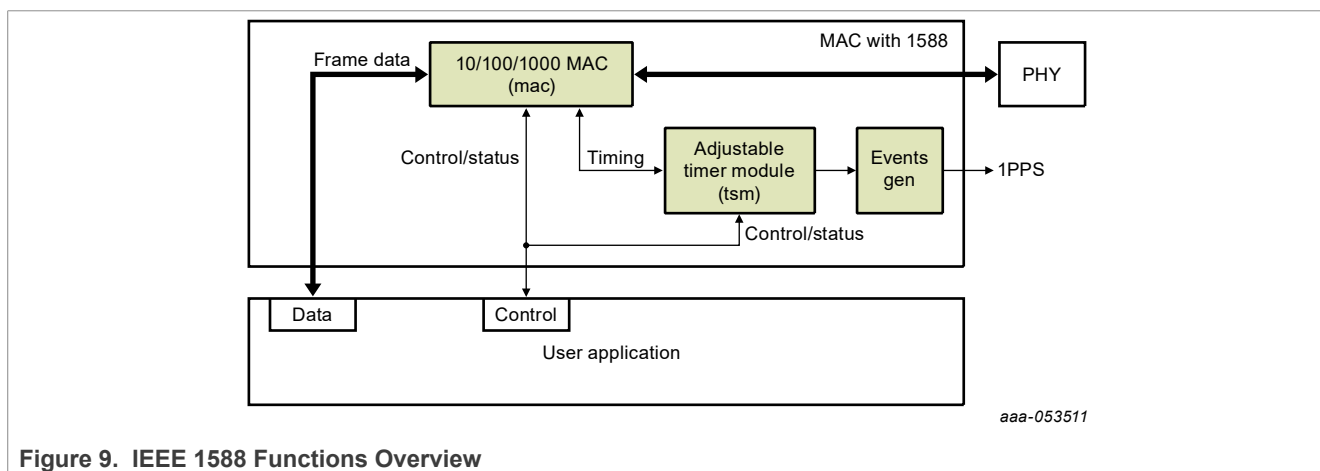 MAC with 1588
Frame data
10/100/1000 MAC
(mac)
PHY
Control/status
Timing
Adjustable
timer module
(tsm)
Events
gen
1PPS
Control/status
Data
Control
User application
aaa-053511
Figure 9. IEEE 1588 Functions Overview